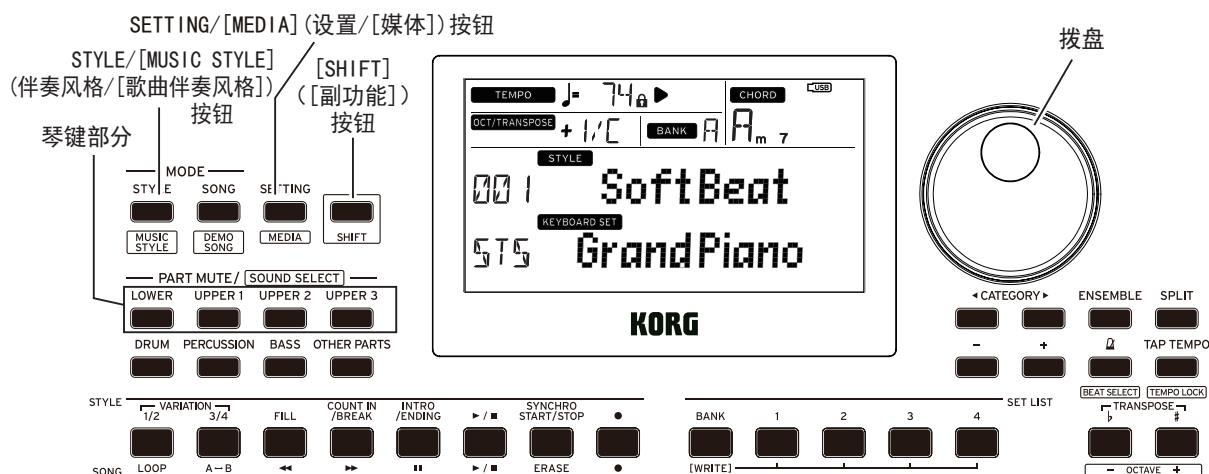 SETTING/[MEDIA](设置/[媒体])按钮
STYLE/[MUSIC STYLE]
(伴奏风格/[歌曲伴奏风格])
按钮
[SHIFT]
([副功能])
按钮
琴键部分
拨盘
MODE
STYLE SONG SETTING
MUSIC STYLE DEMO SONG MEDIA SHIFT
PART MUTE/ SOUND SELECT
LOWER UPPER 1 UPPER 2 UPPER 3
DRUM PERCUSSION BASS OTHER PARTS
TEMPO ♩= 74 CHORD USB
OCT/TRANSPOSE +1/C BANK A Am 7
STYLE
001 SoftBeat
KEYBOARD SET
STS GrandPiano
KORG
◄ CATEGORY ► ENSEMBLE SPLIT
− + TAP TEMPO
BEAT SELECT TEMPO LOCK
STYLE VARIATION
1/2 3/4 FILL COUNT IN /BREAK INTRO /ENDING ►/■ SYNCHRO START/STOP ●
SONG LOOP A↔B ◄◄ ►► II ►/■ ERASE ●
SET LIST
BANK 1 2 3 4
[WRITE]
TRANSPOSE
♭ ♯
− OCTAVE +